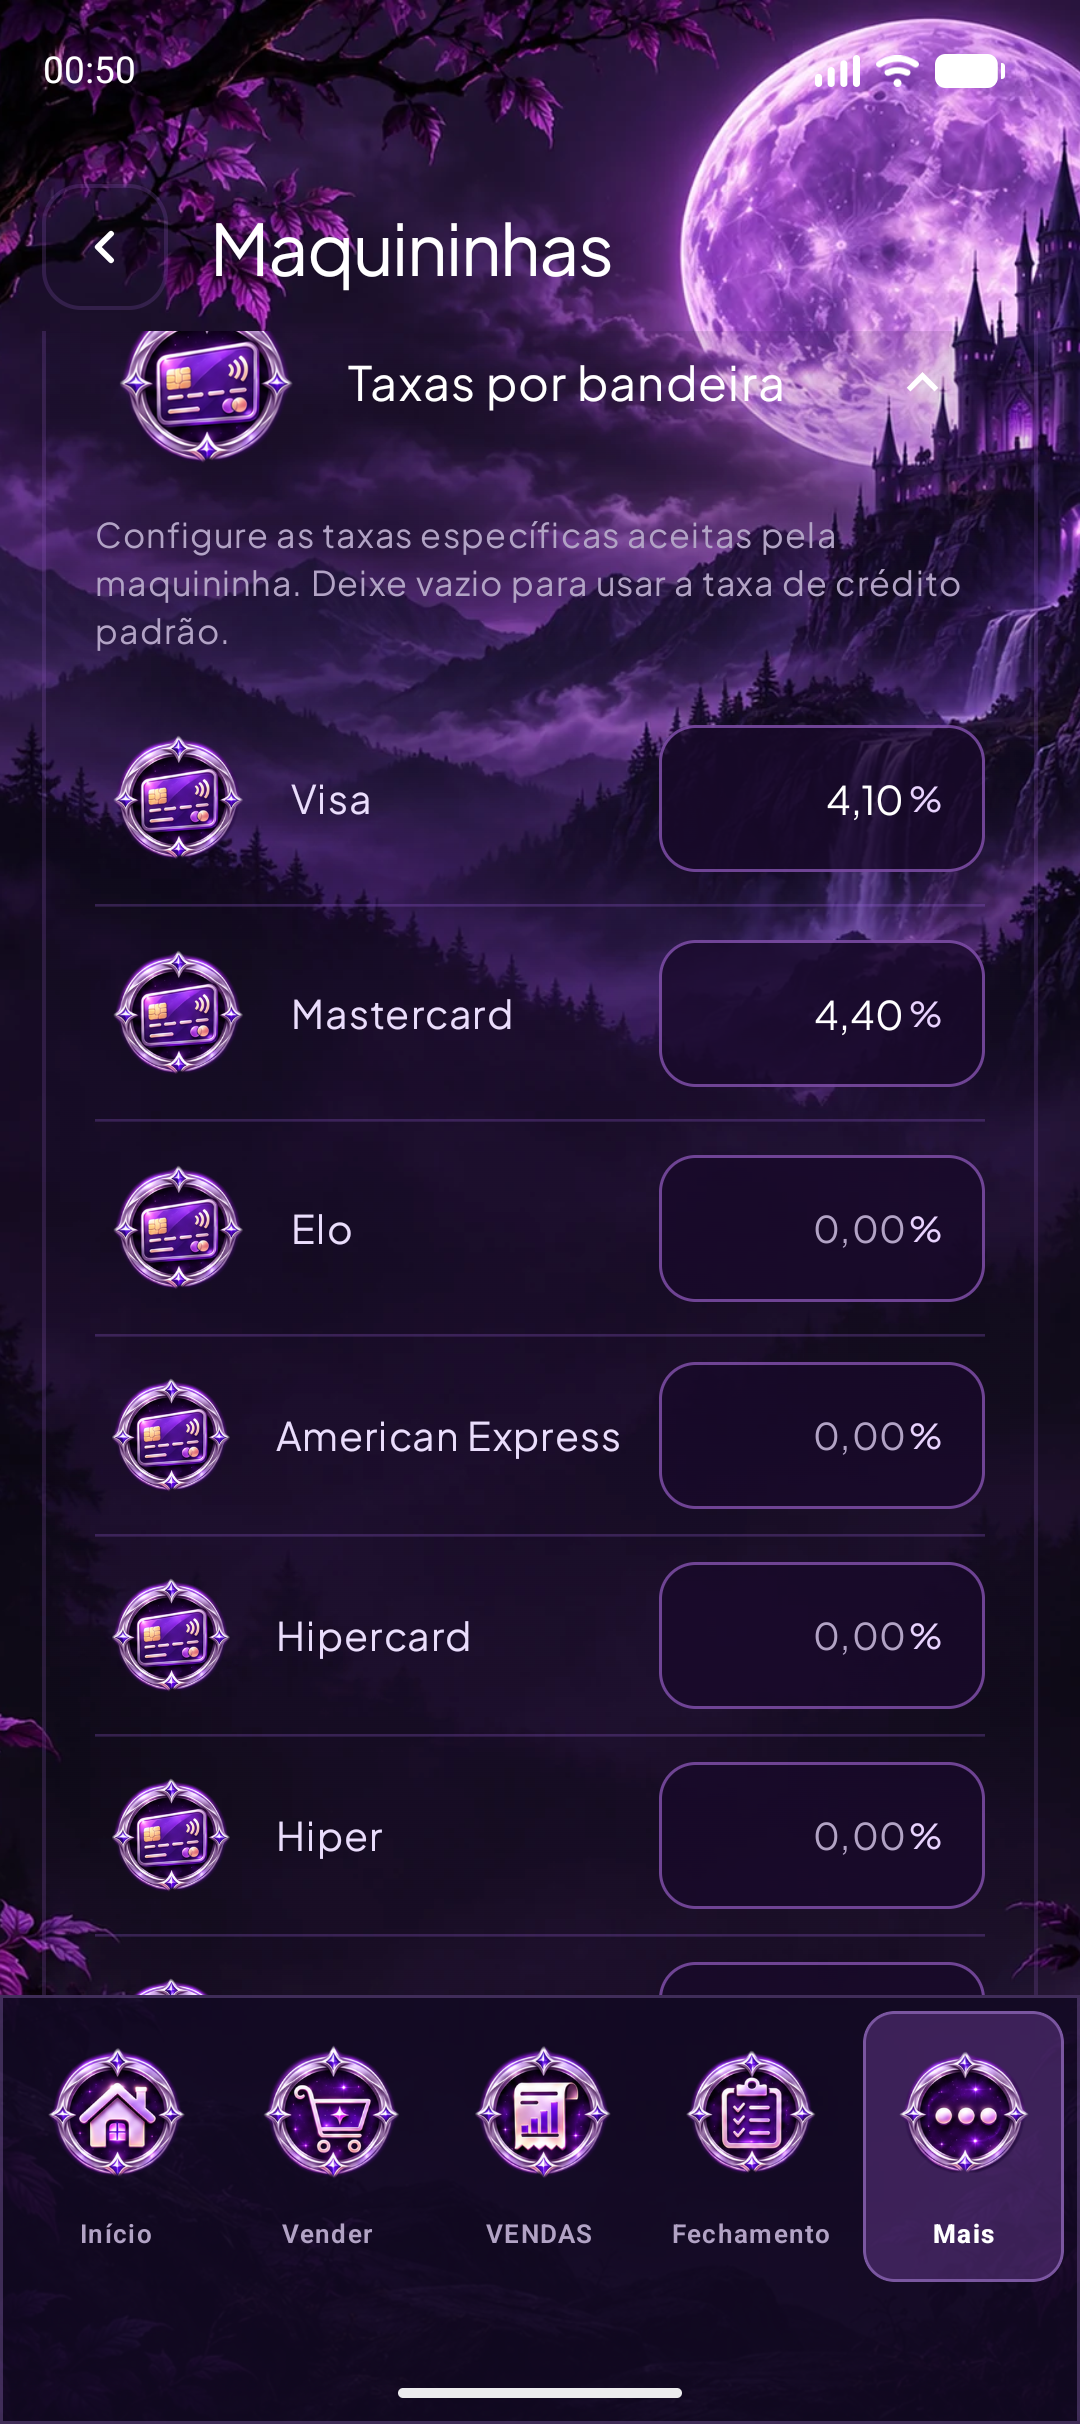 00:50
Maquininhas
Taxas por bandeira
Configure as taxas específicas aceitas pela
maquininha. Deixe vazio para usar a taxa de crédito
padrão.
Visa
4,10 %
Mastercard
4,40 %
Elo
0,00 %
American Express
0,00 %
Hipercard
0,00 %
Hiper
0,00 %
Início
Vender
VENDAS
Fechamento
Mais